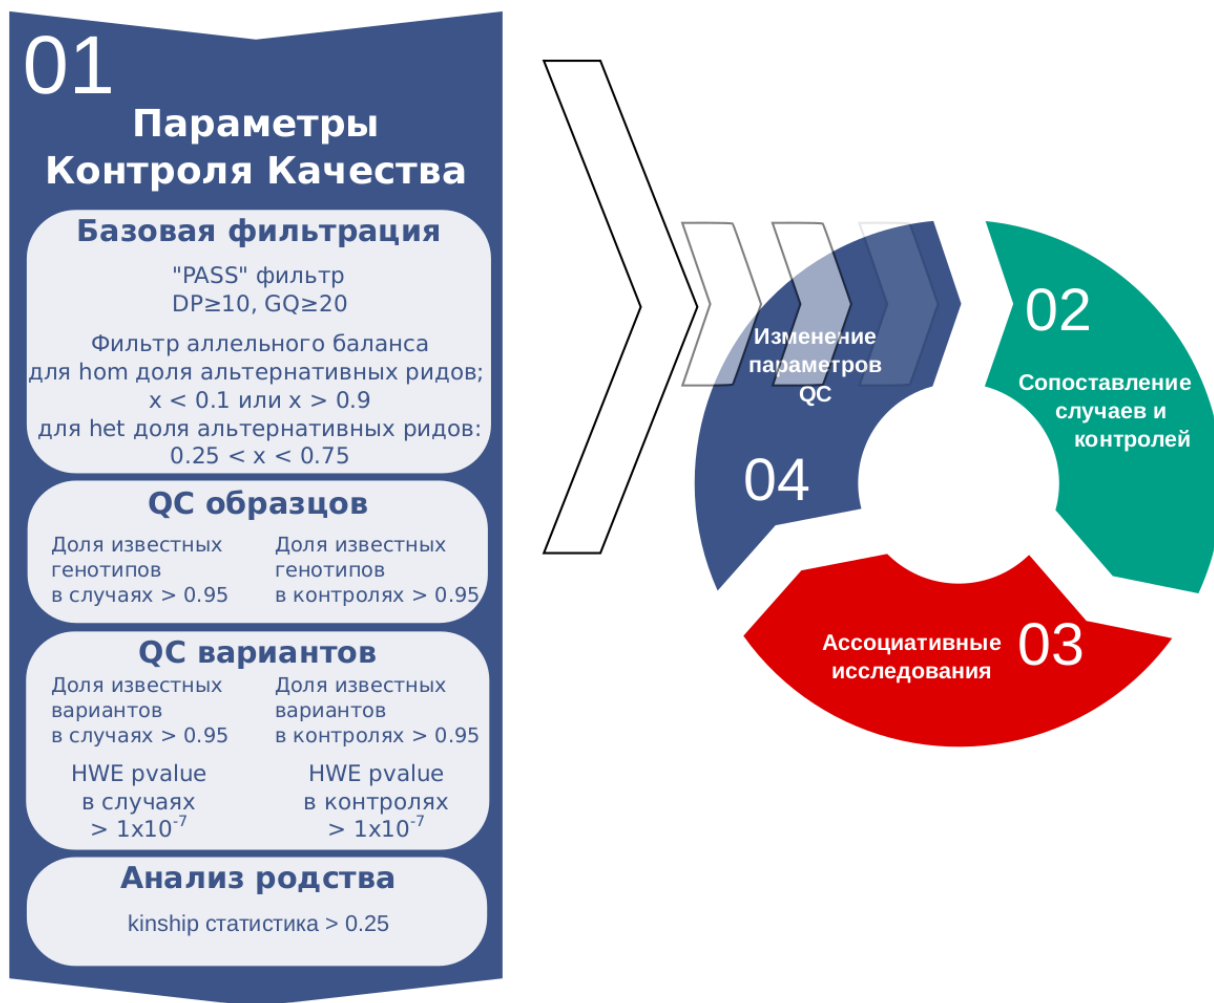 01
Параметры
Контроля Качества
Базовая фильтрация
"PASS" фильтр
DP≥10, GQ≥20
Фильтр аллельного баланса
для hom доля альтернативных ридов;
x < 0.1 или x > 0.9
для het доля альтернативных ридов:
0.25 < x < 0.75
QC образцов
Доля известных
генотипов
в случаях > 0.95
Доля известных
генотипов
в контролях > 0.95
QC вариантов
Доля известных
вариантов
в случаях > 0.95
Доля известных
вариантов
в контролях > 0.95
HWE pvalue
в случаях
> 1x10⁻⁷
HWE pvalue
в контролях
> 1x10⁻⁷
Анализ родства
kinship статистика > 0.25
02
Сопоставление
случаев и
контролей
03
Ассоциативные
исследования
Изменение
параметров
QC
04